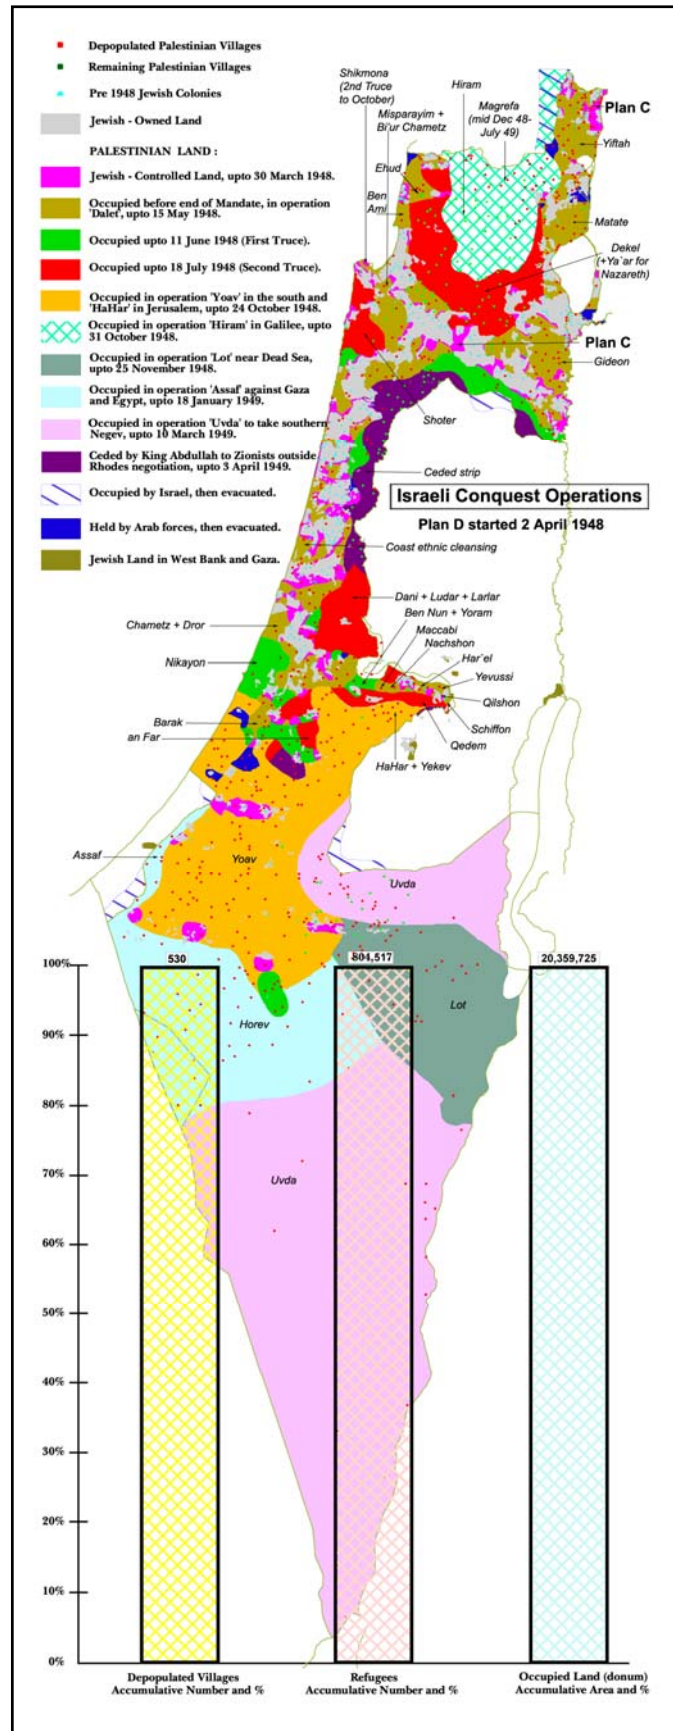 Depopulated Palestinian Villages
Remaining Palestinian Villages
Pre 1948 Jewish Colonies
Jewish - Owned Land
PALESTINIAN LAND :
Jewish - Controlled Land, upto 30 March 1948.
Occupied before end of Mandate, in operation
'Dalet', upto 15 May 1948.
Occupied upto 11 June 1948 (First Truce).
Occupied upto 18 July 1948 (Second Truce).
Occupied in operation 'Yoav' in the south and
'HaHar' in Jerusalem, upto 24 October 1948.
Occupied in operation 'Hiram' in Galilee, upto
31 October 1948.
Occupied in operation 'Lot' near Dead Sea,
upto 25 November 1948.
Occupied in operation 'Assaf' against Gaza
and Egypt, upto 18 January 1949.
Occupied in operation 'Uvda' to take southern
Negev, upto 10 March 1949.
Ceded by King Abdullah to Zionists outside
Rhodes negotiation, upto 3 April 1949.
Occupied by Israel, then evacuated.
Held by Arab forces, then evacuated.
Jewish Land in West Bank and Gaza.
Shikmona
(2nd Truce
to October)
Hiram
Magrefa
(mid Dec 48-
July 49)
Plan C
Misparayim +
Bi'ur Chametz
Yiftah
Ehud
Ben
Ami
Matate
Dekel
(+Ya`ar for
Nazareth)
Plan C
Gideon
Shoter
Ceded strip
Israeli Conquest Operations
Plan D started 2 April 1948
Coast ethnic cleansing
Dani + Ludar + Larlar
Ben Nun + Yoram
Maccabi
Nachshon
Chametz + Dror
Har`el
Nikayon
Yevussi
Qilshon
Schiffon
Barak
an Far
Qedem
HaHar + Yekev
Assaf
Yoav
Uvda
Lot
Horev
Uvda
530
804,517
20,359,725
100%
90%
80%
70%
60%
50%
40%
30%
20%
10%
0%
Depopulated Villages
Accumulative Number and %
Refugees
Accumulative Number and %
Occupied Land (donum)
Accumulative Area and %